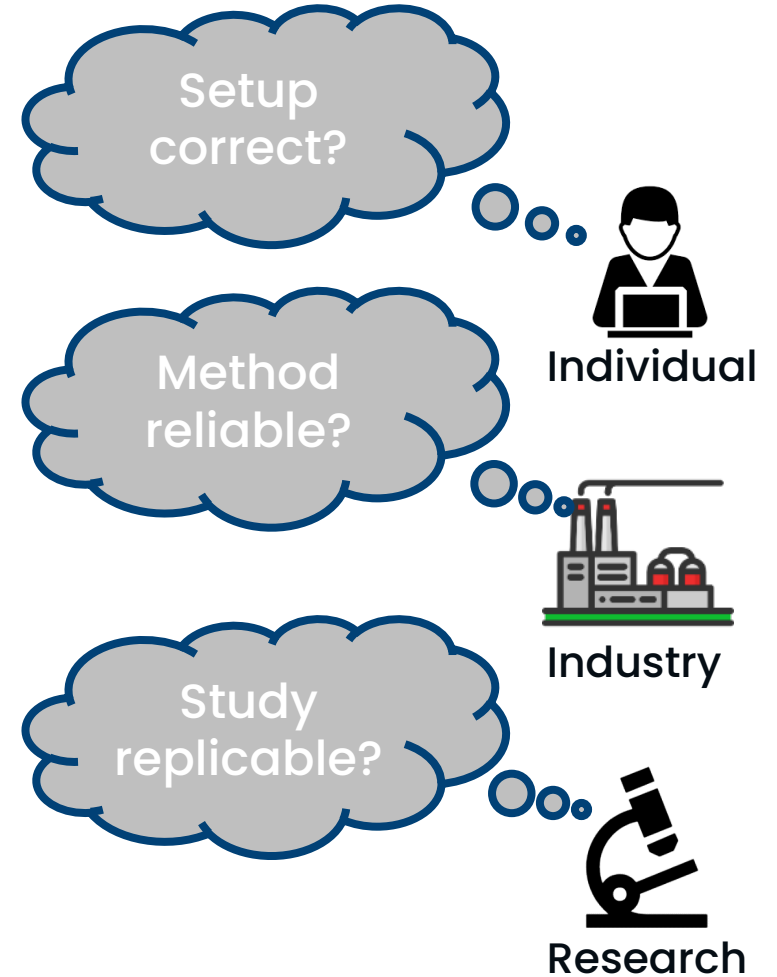 Setup
correct?
Individual
Method
reliable?
Industry
Study
replicable?
Research